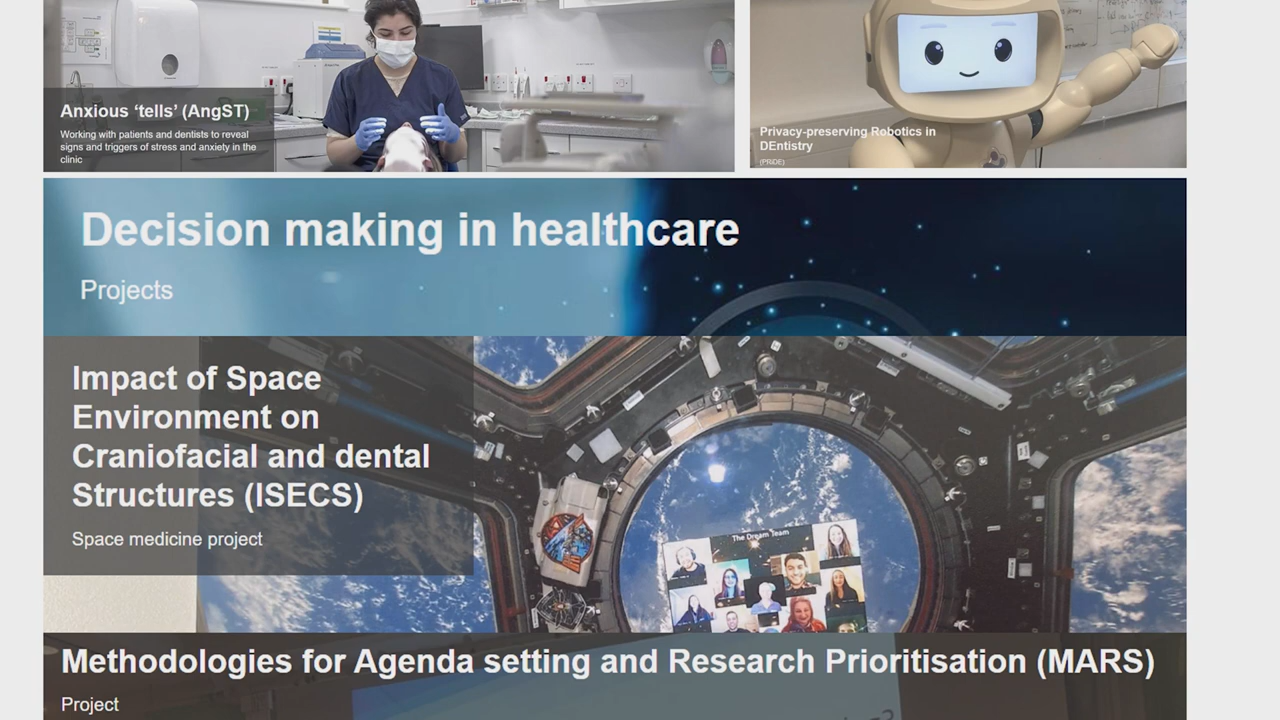 Anxious ‘tells’ (AngST)
Working with patients and dentists to reveal
signs and triggers of stress and anxiety in the
clinic
Privacy-preserving Robotics in
DEntistry
(PRiDE)
Decision making in healthcare
Projects
Impact of Space
Environment on
Craniofacial and dental
Structures (ISECS)
Space medicine project
The Dream Team
Methodologies for Agenda setting and Research Prioritisation (MARS)
Project